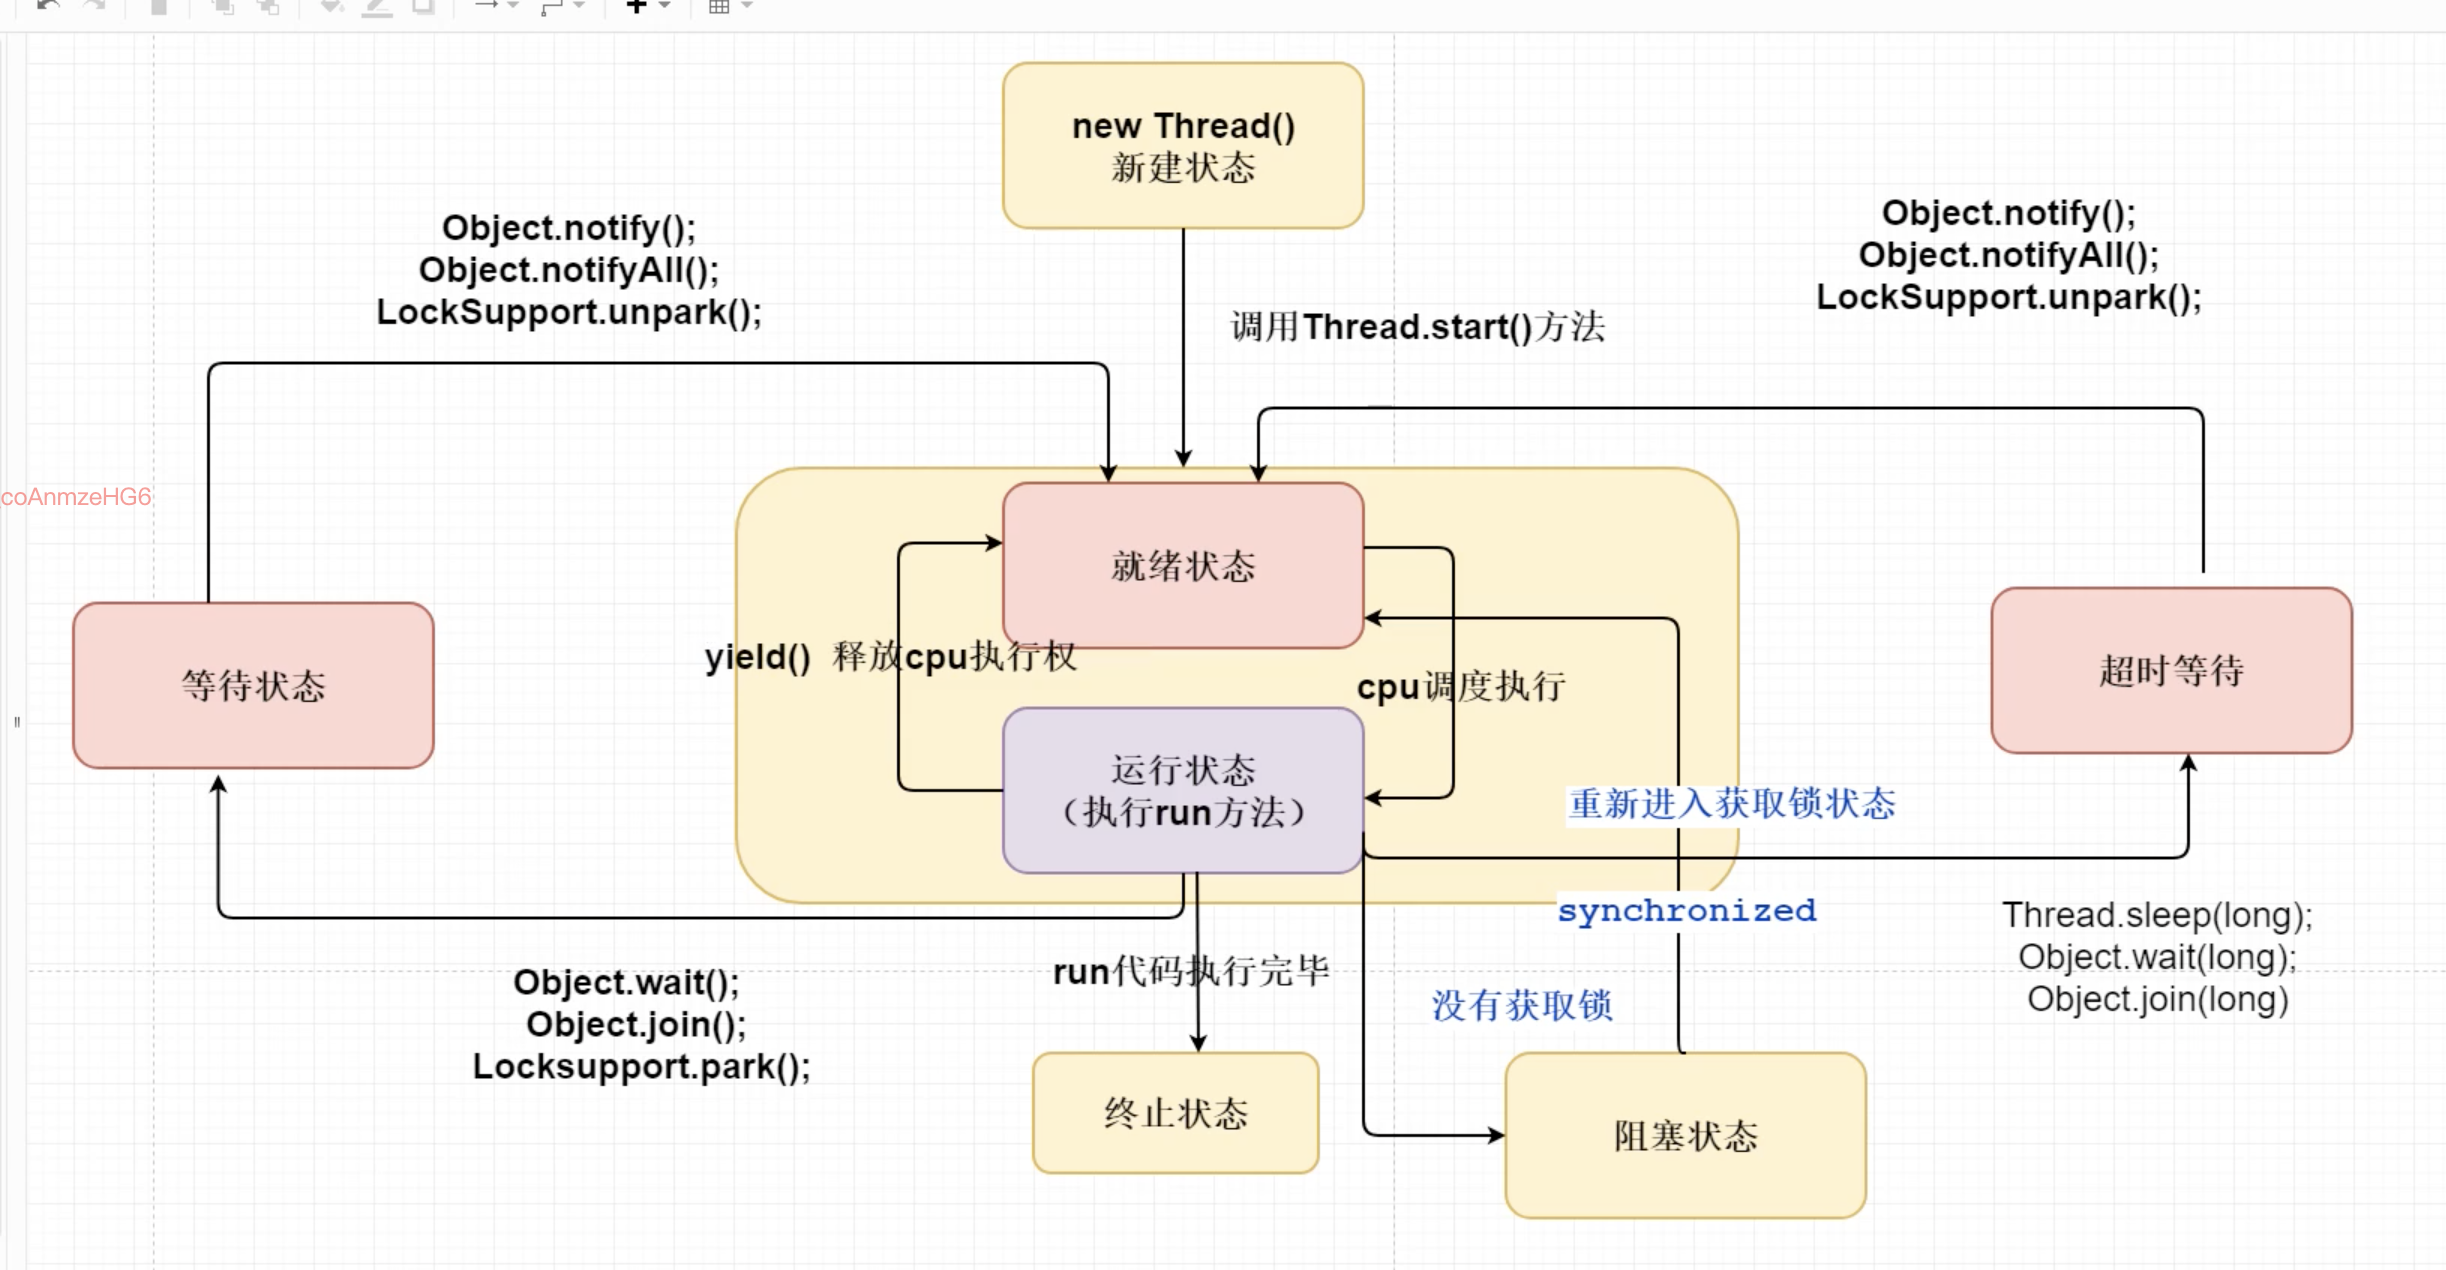 new Thread()
新建状态
Object.notify();
Object.notifyAll();
LockSupport.unpark();
Object.notify();
Object.notifyAll();
LockSupport.unpark();
调用Thread.start()方法
coAnmzeHG6
就绪状态
yield() 释放cpu执行权
cpu调度执行
等待状态
超时等待
运行状态
（执行run方法）
重新进入获取锁状态
synchronized
Thread.sleep(long);
Object.wait(long);
Object.join(long)
run代码执行完毕
Object.wait();
Object.join();
Locksupport.park();
没有获取锁
终止状态
阻塞状态